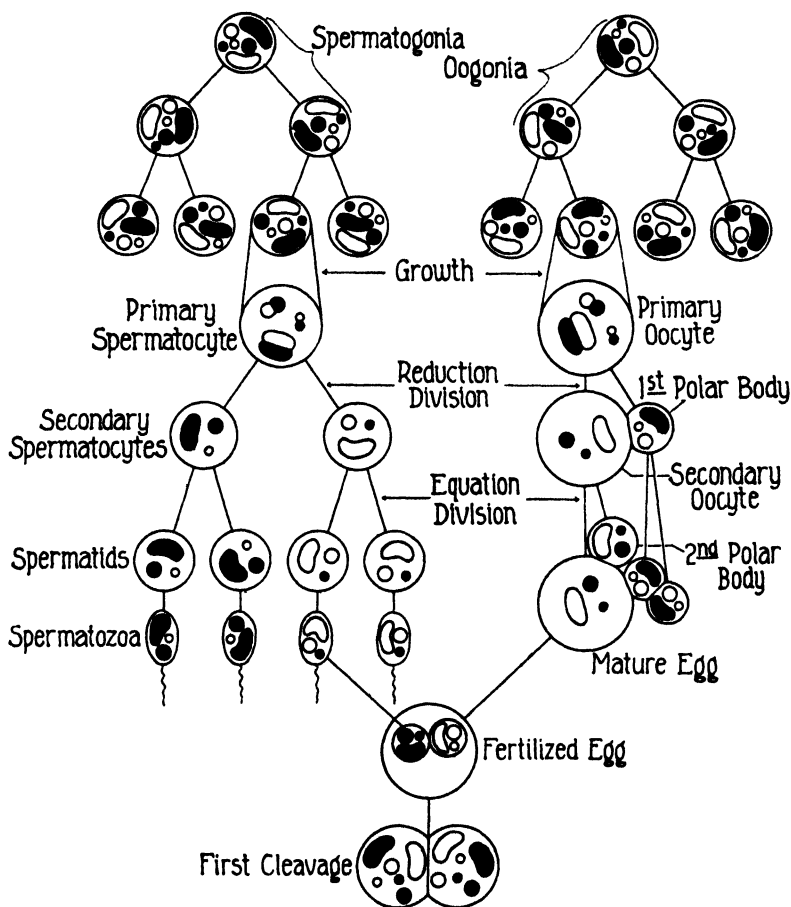 Spermatogonia
Oogonia
Growth
Primary
Spermatocyte
Primary
Oocyte
Reduction
Division
1st Polar Body
Secondary
Spermatocytes
Secondary
Oocyte
Equation
Division
Spermatids
2nd Polar
Body
Spermatozoa
Mature Egg
Fertilized Egg
First Cleavage